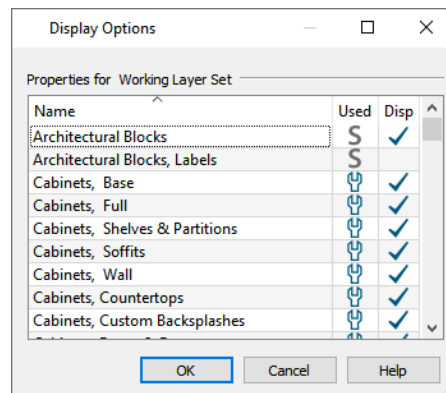 Display Options
Properties for Working Layer Set
Name Used Disp
Architectural Blocks S
Architectural Blocks, Labels S
Cabinets, Base
Cabinets, Full
Cabinets, Shelves & Partitions
Cabinets, Soffits
Cabinets, Wall
Cabinets, Countertops
Cabinets, Custom Backsplashes
OK Cancel Help